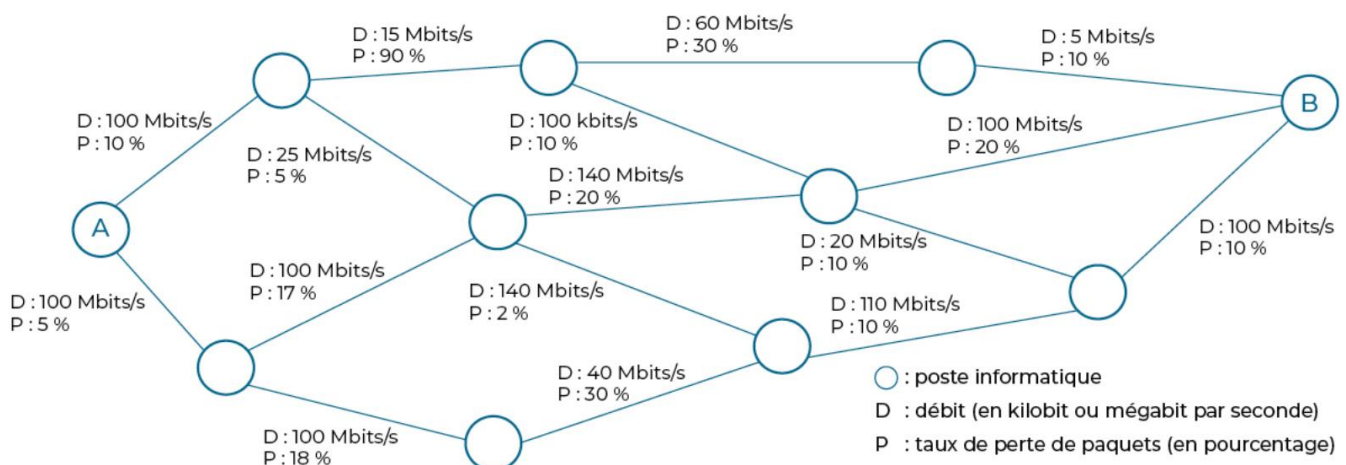 D : 15 Mbits/s
P : 90 %
D : 60 Mbits/s
P : 30 %
D : 5 Mbits/s
P : 10 %
B
D : 100 Mbits/s
P : 10 %
D : 25 Mbits/s
P : 5 %
D : 100 kbits/s
P : 10 %
D : 100 Mbits/s
P : 20 %
D : 140 Mbits/s
P : 20 %
A
D : 20 Mbits/s
P : 10 %
D : 100 Mbits/s
P : 10 %
D : 100 Mbits/s
P : 5 %
D : 100 Mbits/s
P : 17 %
D : 140 Mbits/s
P : 2 %
D : 110 Mbits/s
P : 10 %
D : 40 Mbits/s
P : 30 %
D : 100 Mbits/s
P : 18 %
: poste informatique
D : débit (en kilobit ou mégabit par seconde)
P : taux de perte de paquets (en pourcentage)